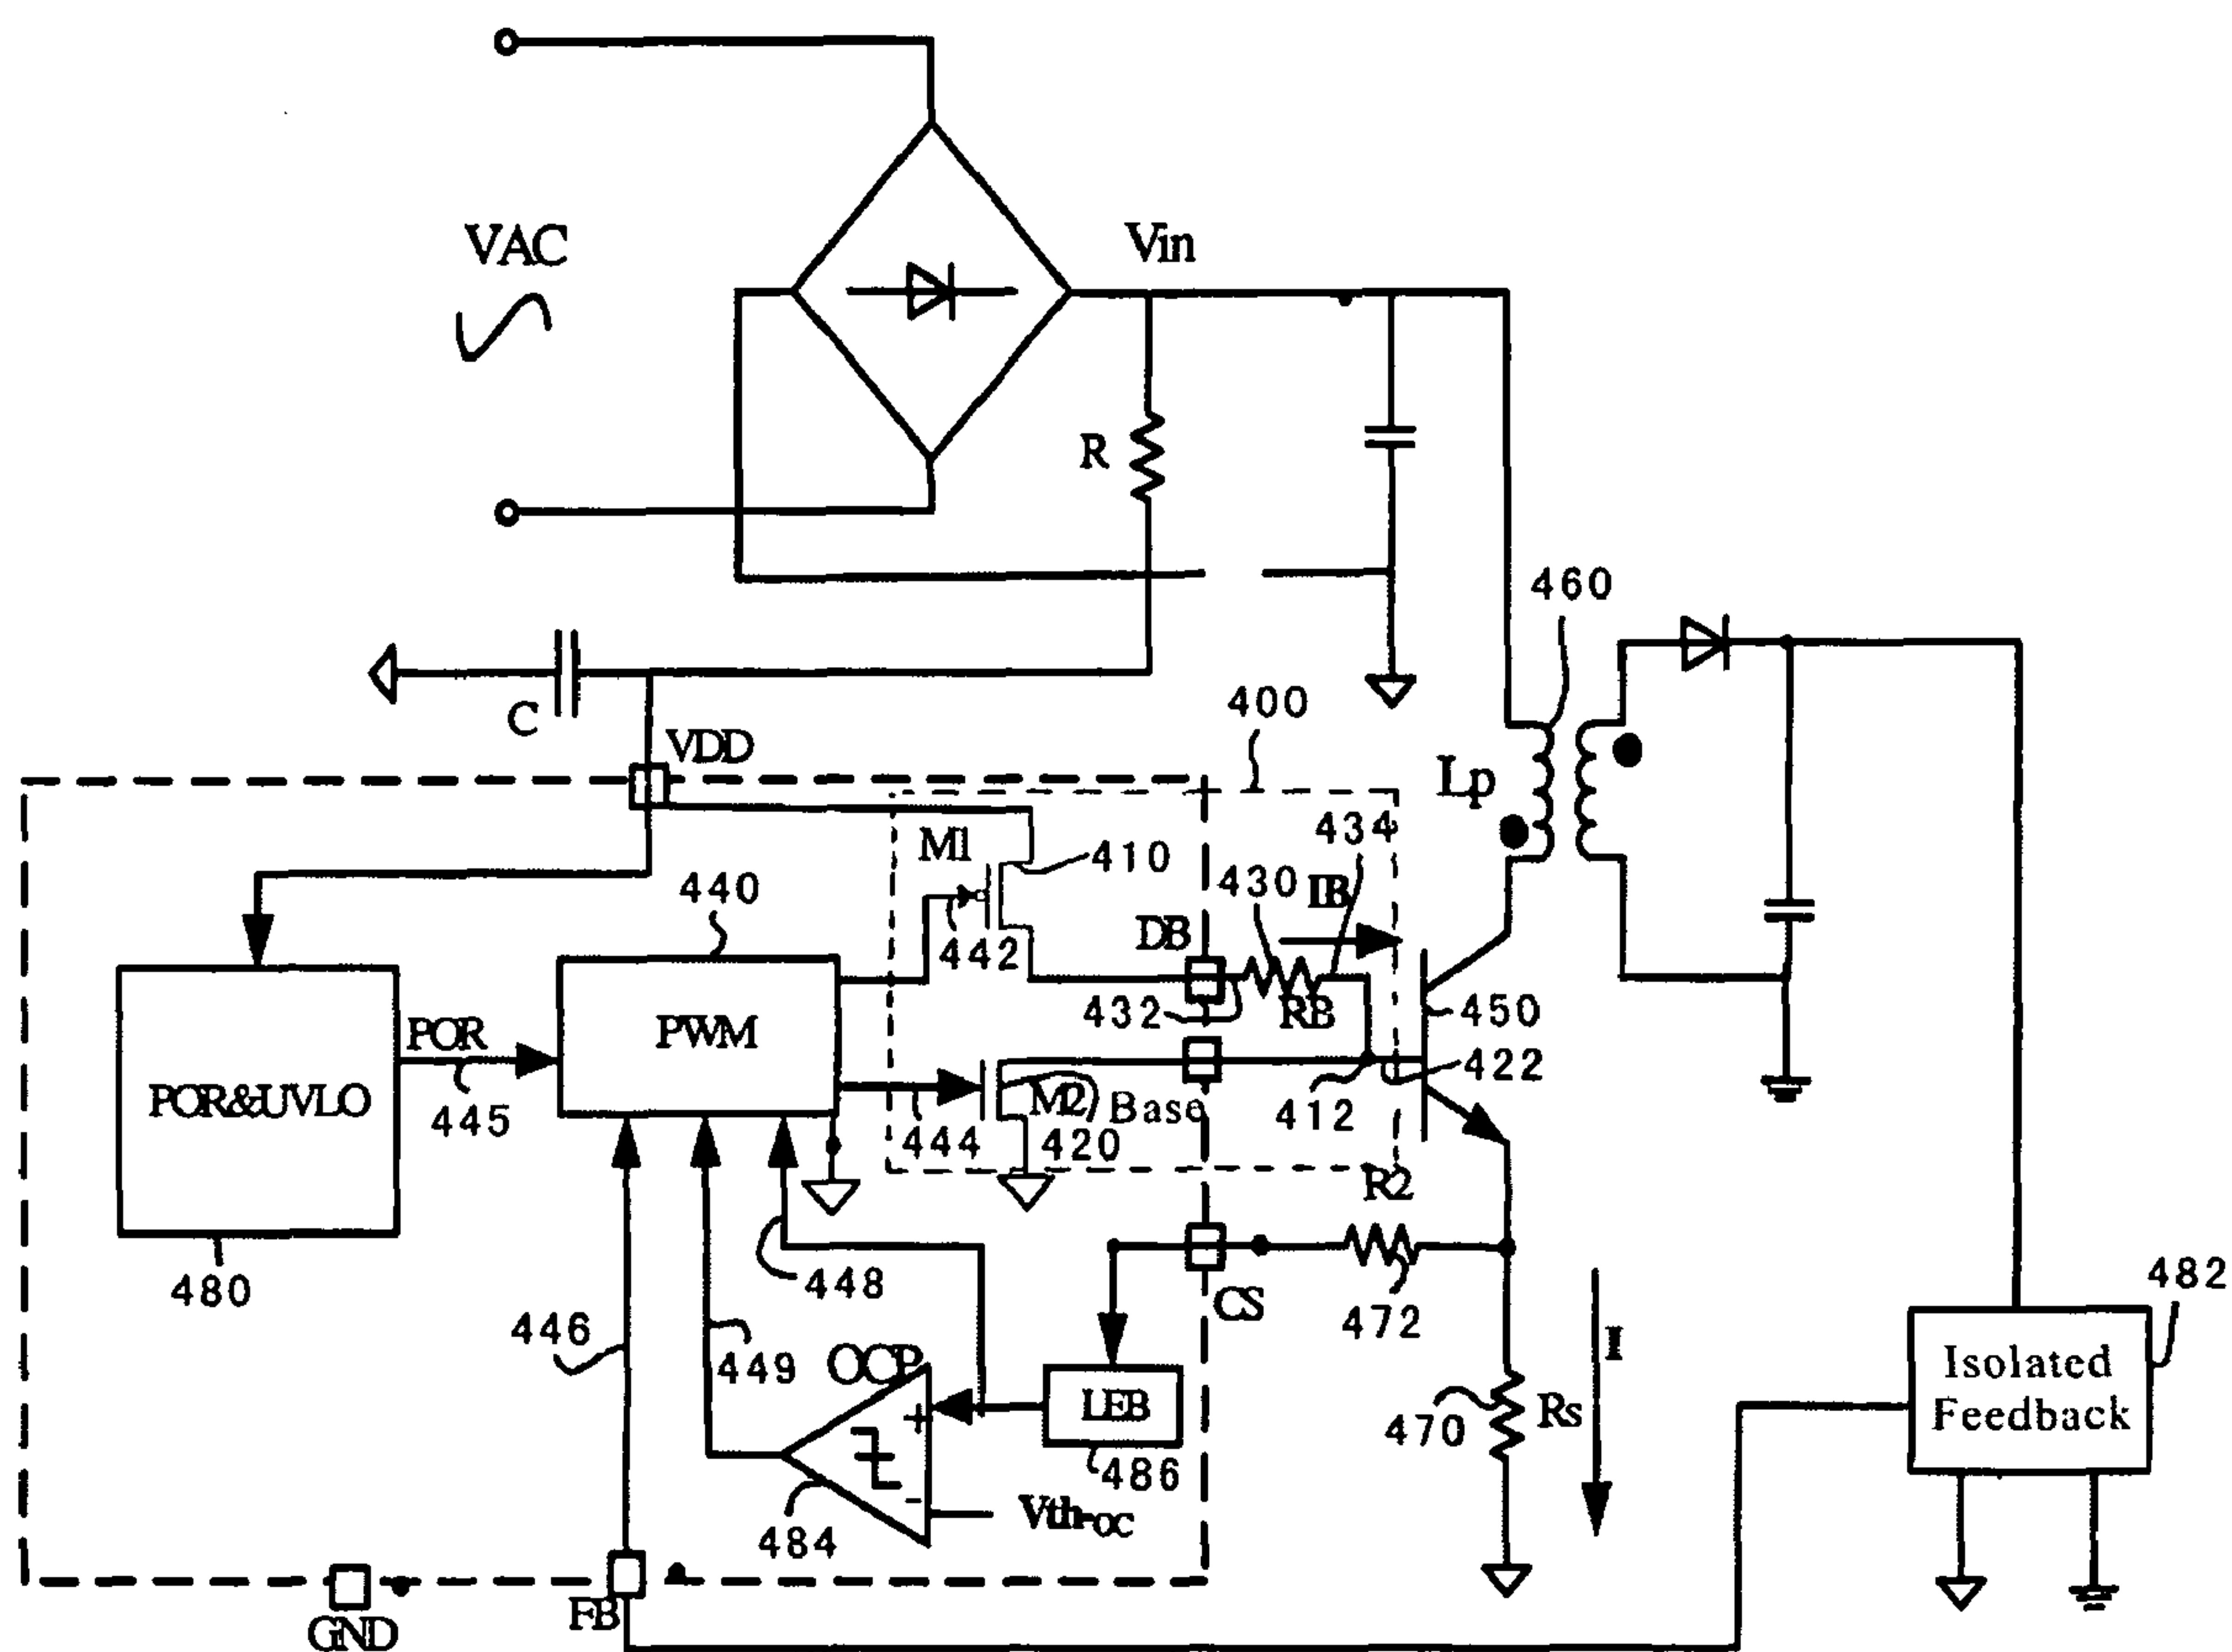 VAC
Vin
R
460
C
400
VDD
Lp
434
M1
410
430
IB
440
DB
442
432
RB
450
POR
PWM
422
POR&UVLO
445
M2
Base
412
444
420
R2
480
448
CS
472
482
446
449
OCP
I
LEB
Isolated
Feedback
+
470
Rs
486
-
Vth-oc
484
FB
GND